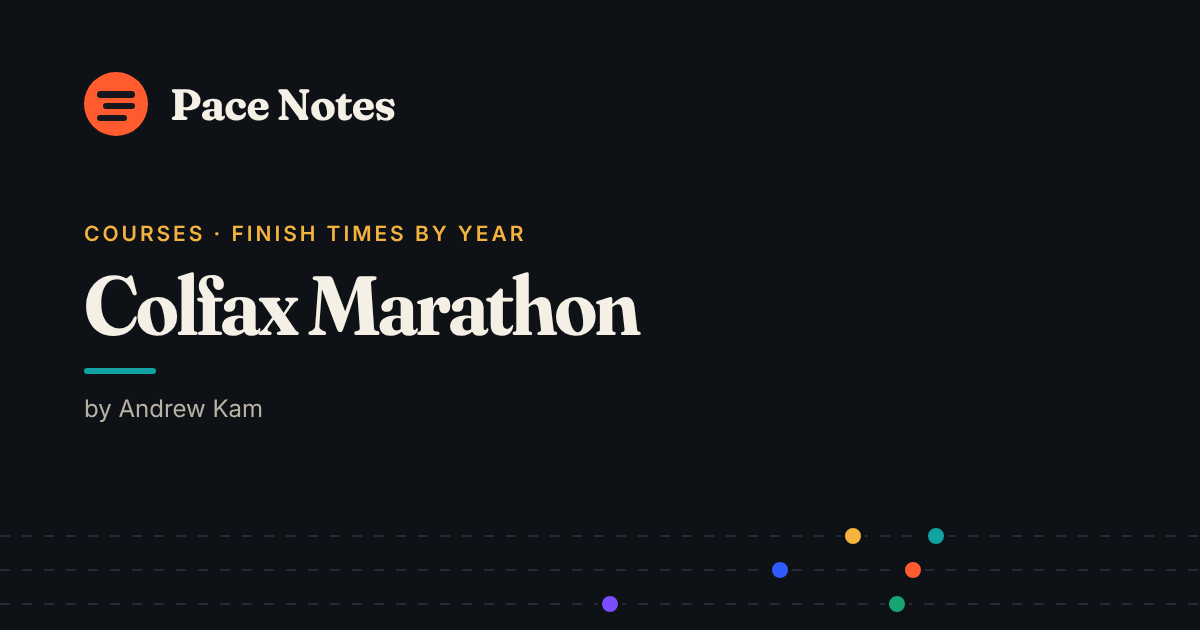 Pace Notes
COURSES · FINISH TIMES BY YEAR
Colfax Marathon
by Andrew Kam